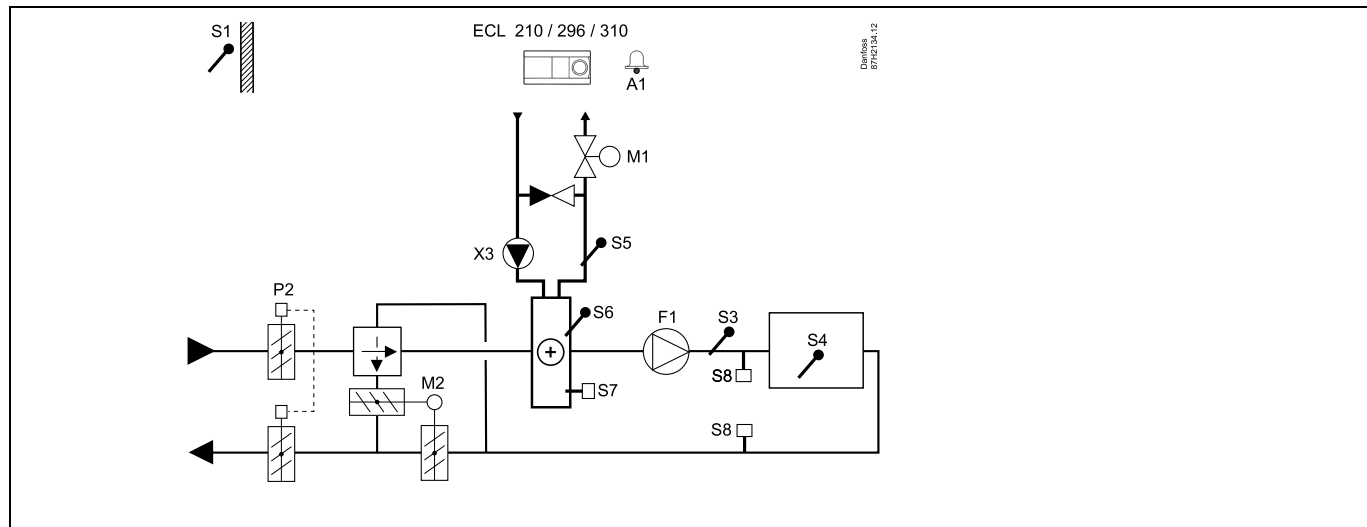 S1
ECL 210 / 296 / 310
A1
Danfoss
87H2134.12
M1
X3
S5
P2
S6
F1
S3
S4
M2
S7
S8
S8